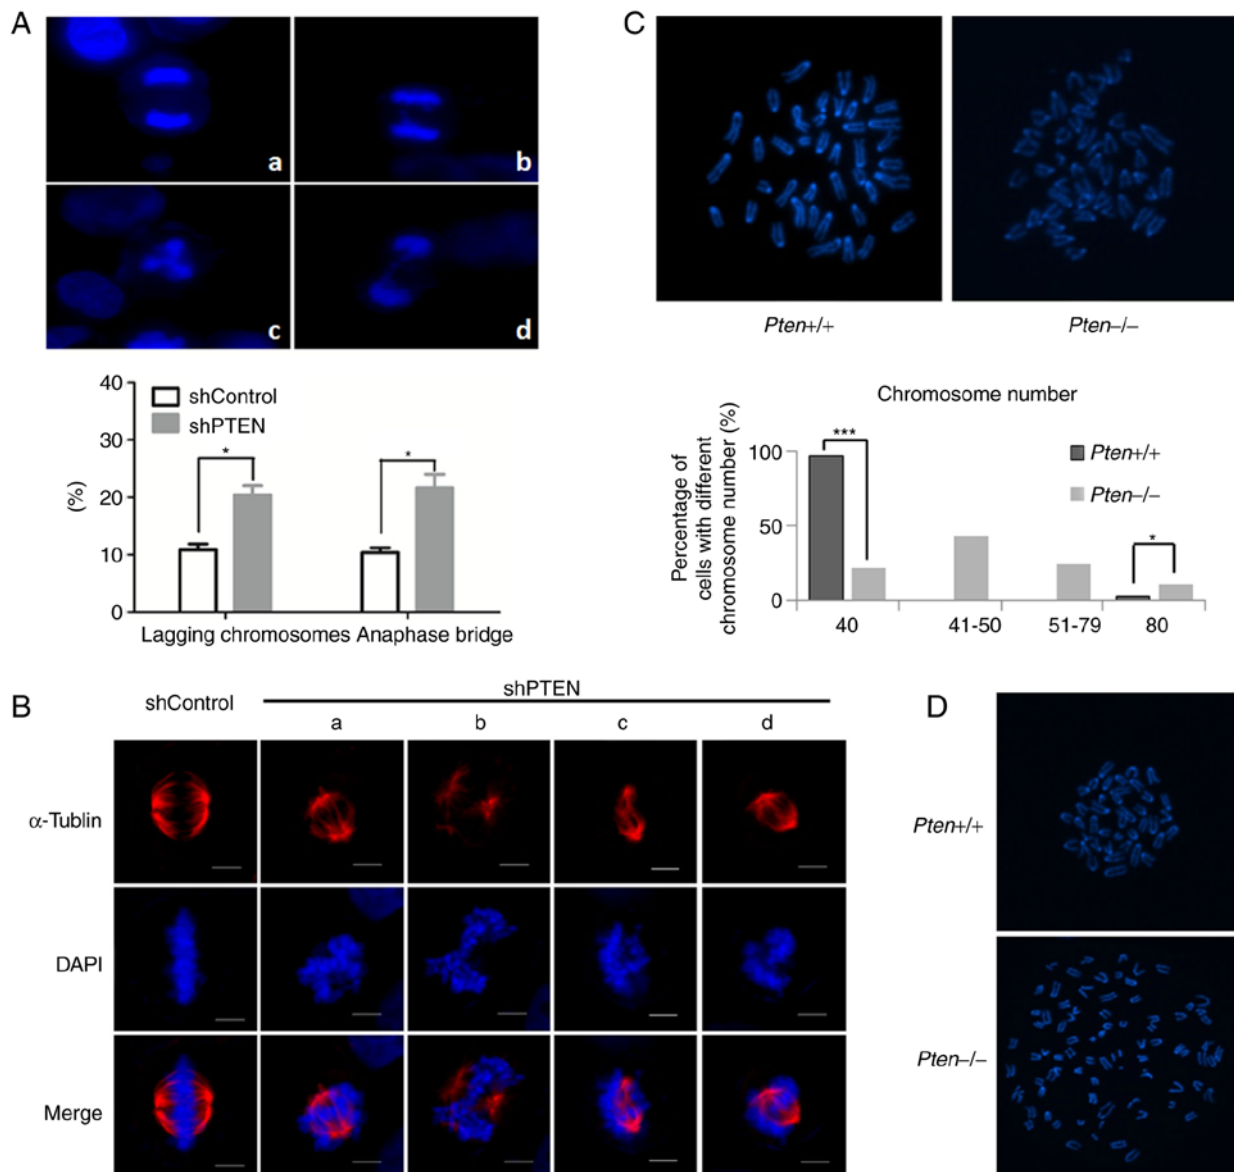 A
a
b
c
d
40
30
20
10
0
(%)
shControl
shPTEN
*
*
Lagging chromosomes Anaphase bridge
C
Pten+/+
Pten–/–
Chromosome number
Percentage of
cells with different
chromosome number (%)
100
50
0
***
*
Pten+/+
Pten–/–
40
41-50
51-79
80
B
shControl
shPTEN
a
b
c
d
α-Tublin
DAPI
Merge
D
Pten+/+
Pten–/–